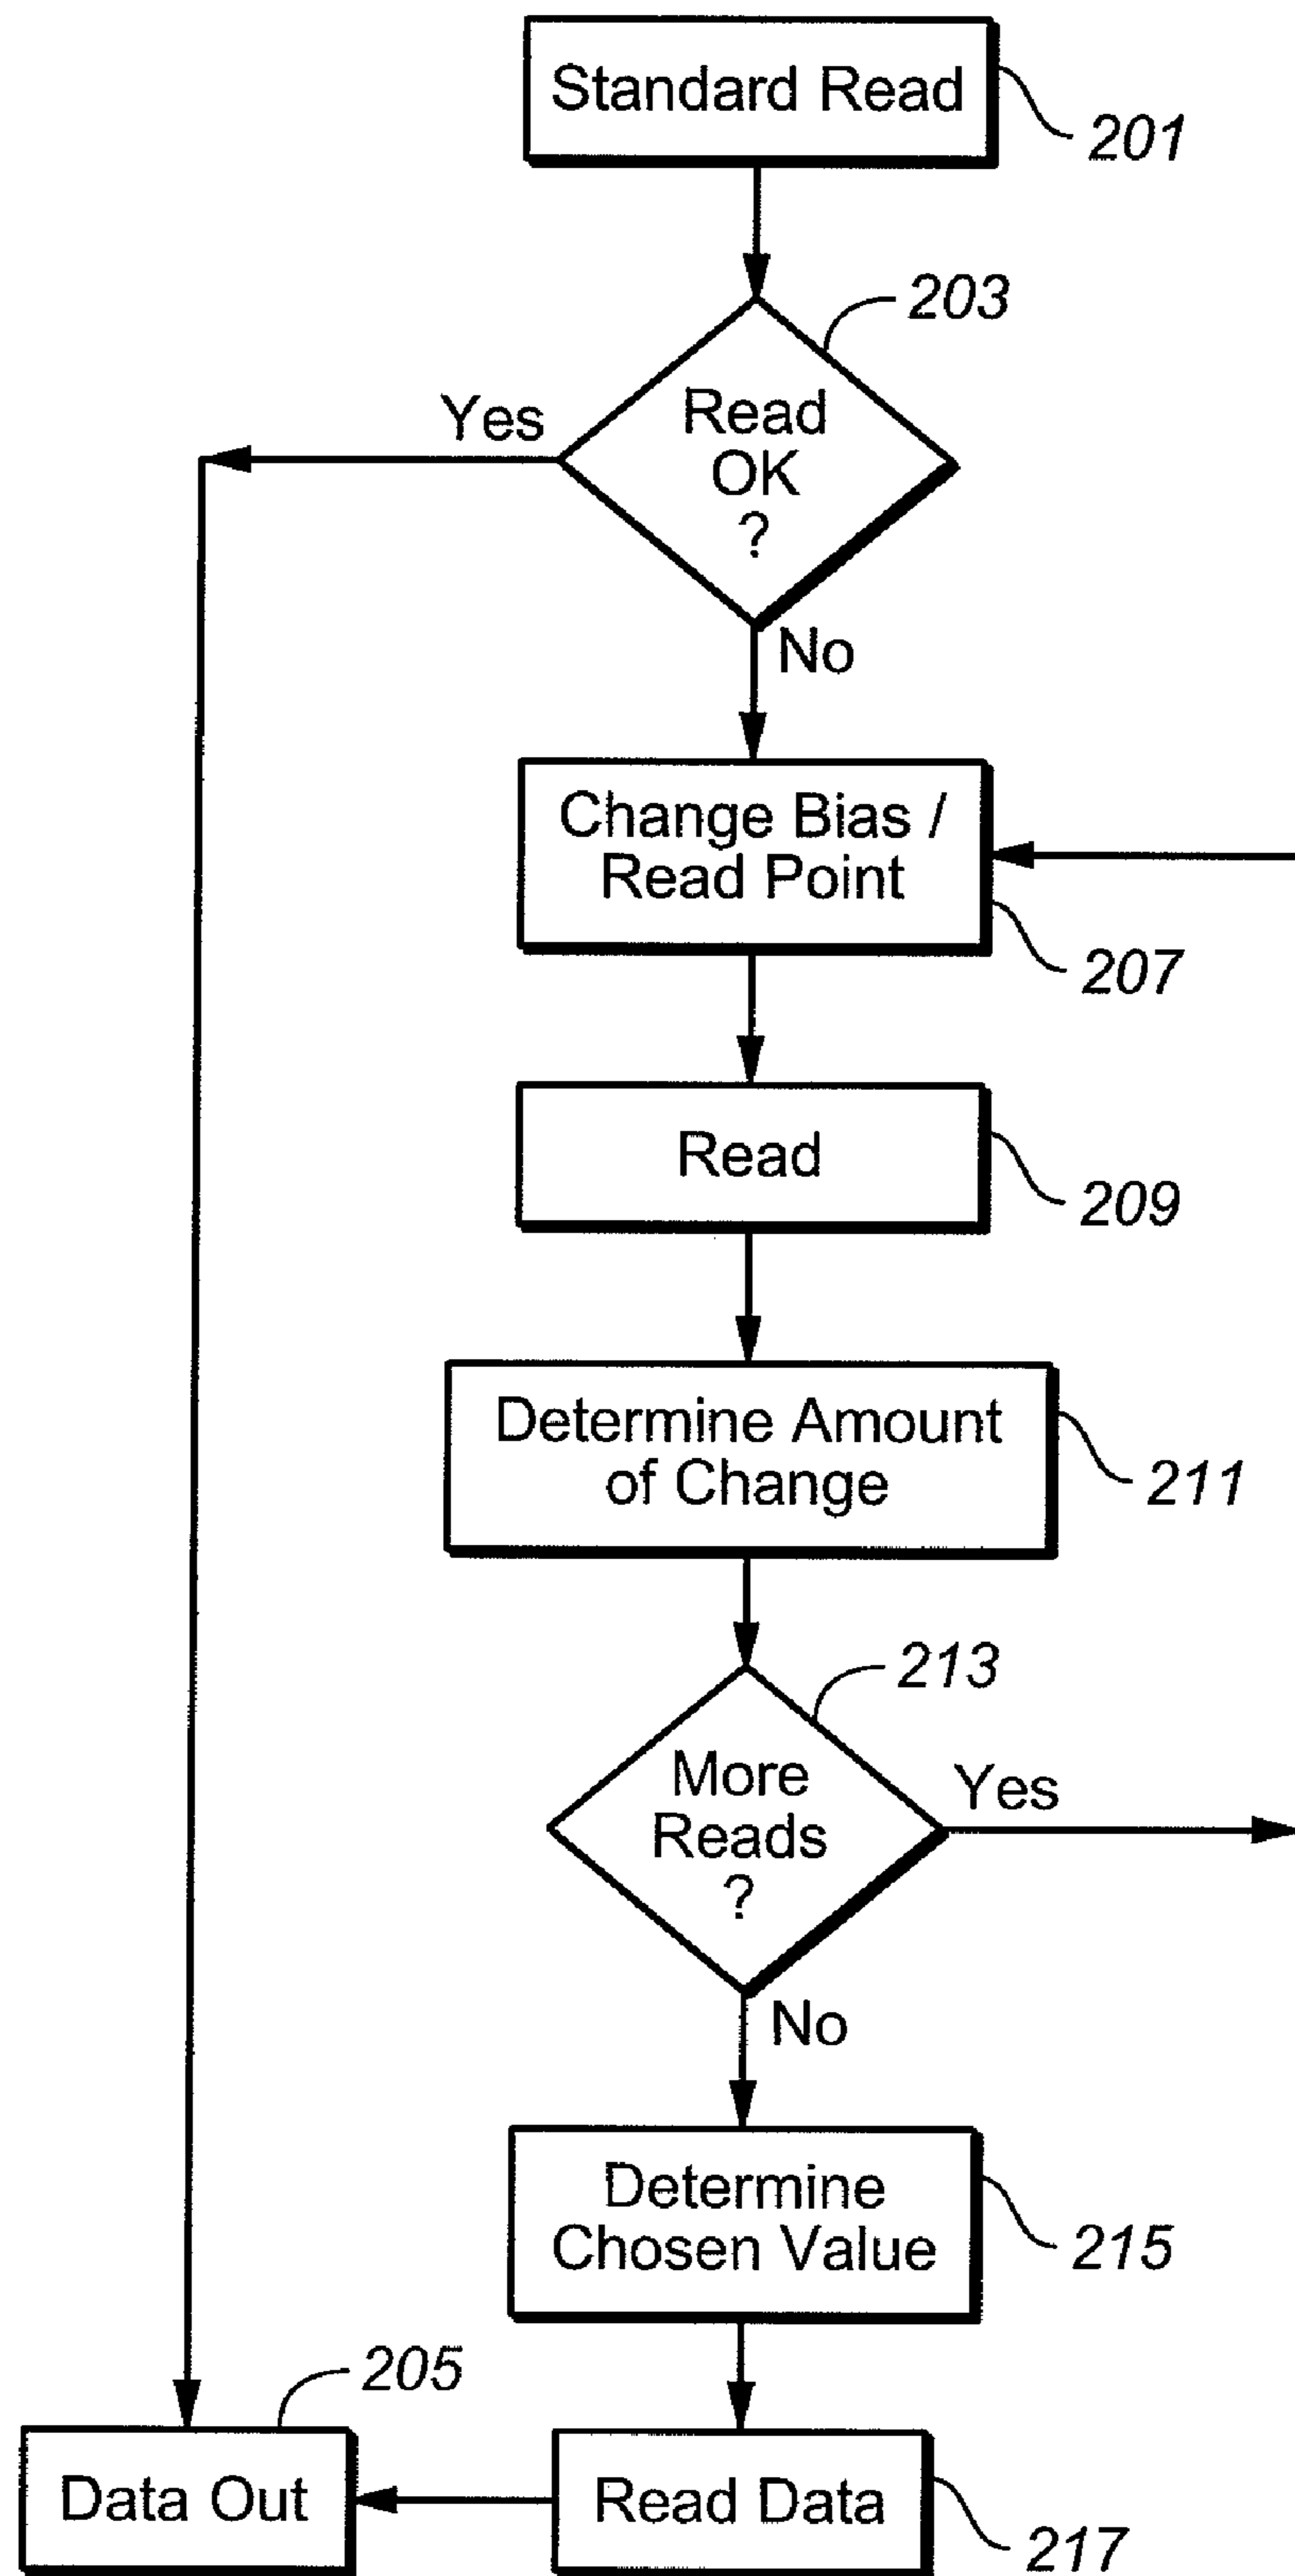 Standard Read
201
203
Read
OK
?
Yes
No
Change Bias /
Read Point
207
Read
209
Determine Amount
of Change
211
213
More
Reads
?
Yes
No
Determine
Chosen Value
215
205
Data Out
Read Data
217